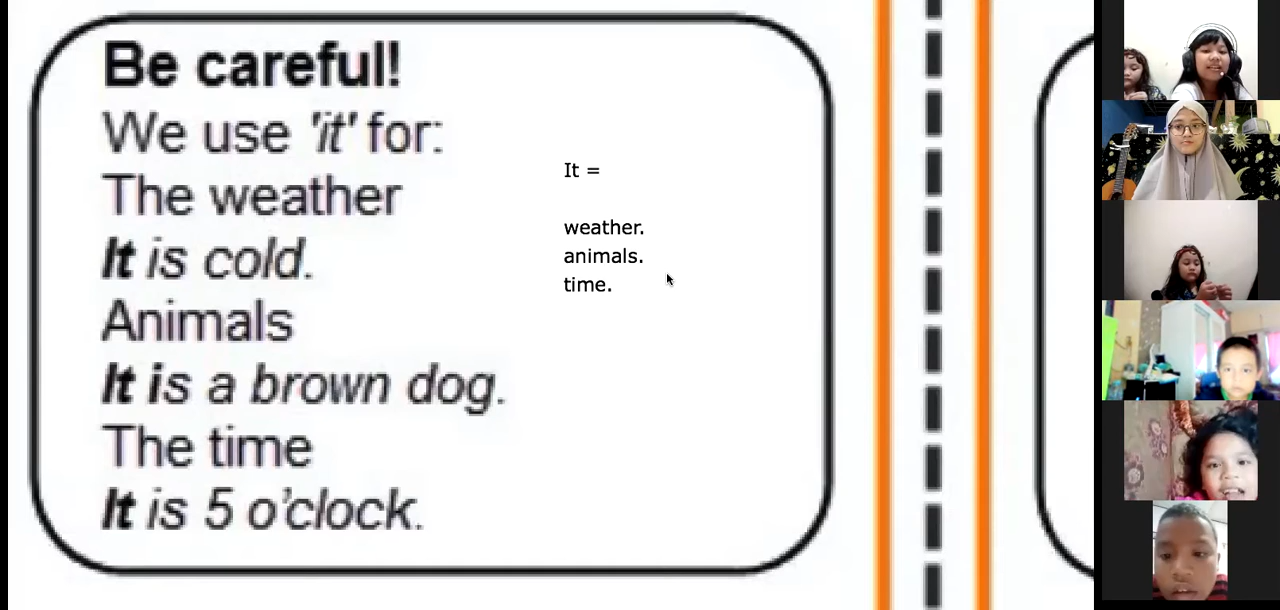 Be careful!
We use 'it' for:
The weather
It is cold.
Animals
It is a brown dog.
The time
It is 5 o'clock.
It =
weather.
animals.
time.